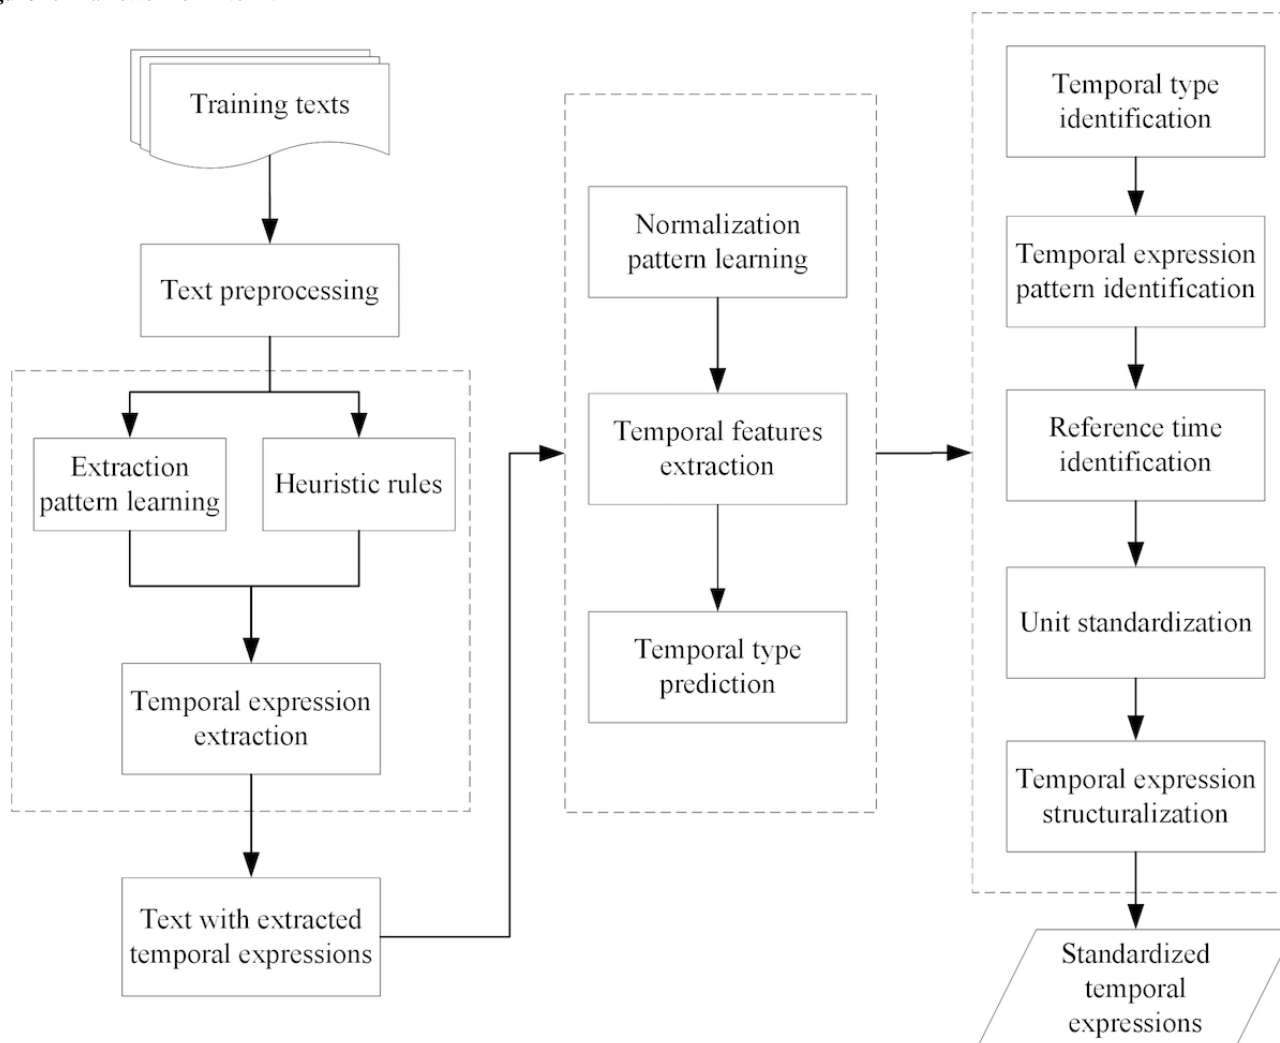 Training texts
Text preprocessing
Extraction
pattern learning
Heuristic rules
Temporal expression
extraction
Text with extracted
temporal expressions
Normalization
pattern learning
Temporal features
extraction
Temporal type
prediction
Temporal type
identification
Temporal expression
pattern identification
Reference time
identification
Unit standardization
Temporal expression
structuralization
Standardized
temporal
expressions